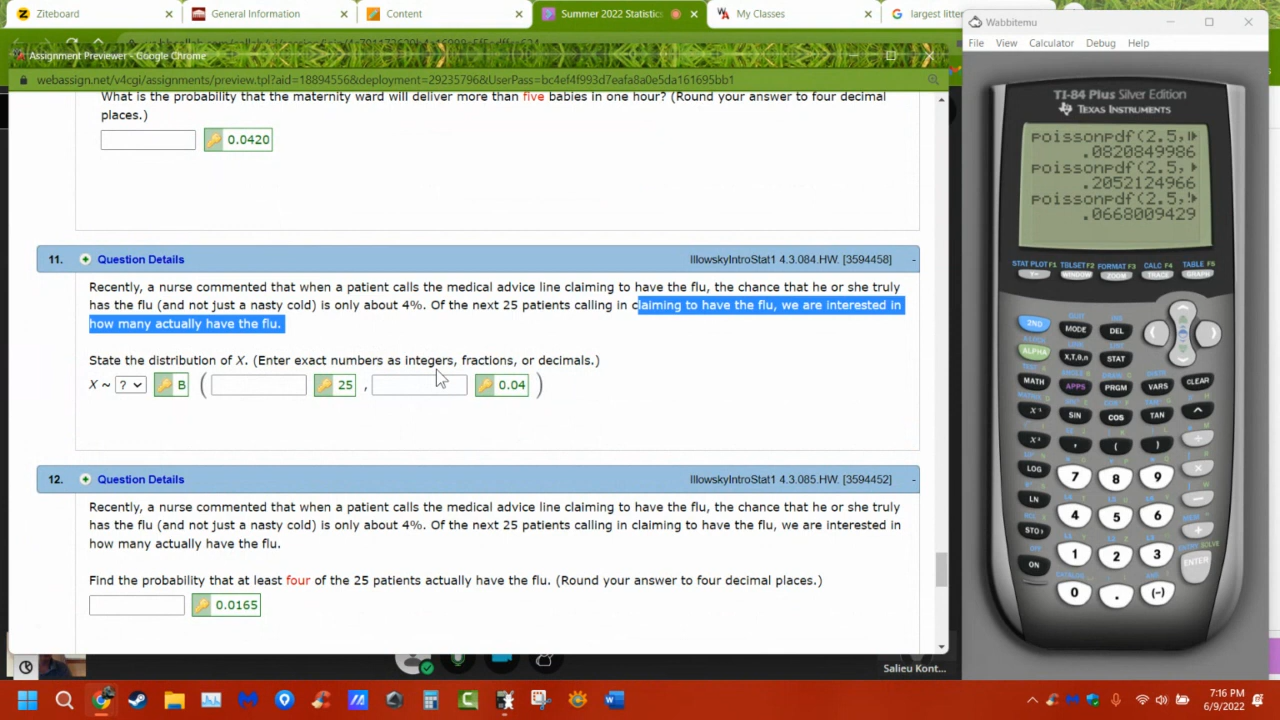 Ziteboard
General Information
Content
Summer 2022 Statistic
My Classes
largest litter
Assignment Previewer - Google Chrome
webassign.net/v4cgi/assignments/preview.tpl?aid=18894556&deployment=29235796&UserPass=bc4ef4f993d7eafa8a0e5da161695bb1
What is the probability that the maternity ward will deliver more than five babies in one hour? (Round your answer to four decimal
places.)
0.0420
11. Question Details IllowskyIntroStat1 4.3.084.HW. [3594458] -
Recently, a nurse commented that when a patient calls the medical advice line claiming to have the flu, the chance that he or she truly
has the flu (and not just a nasty cold) is only about 4%. Of the next 25 patients calling in claiming to have the flu, we are interested in
how many actually have the flu.
State the distribution of X. (Enter exact numbers as integers, fractions, or decimals.)
X ~ ? B ( 25 , 0.04 )
12. Question Details IllowskyIntroStat1 4.3.085.HW. [3594452] -
Recently, a nurse commented that when a patient calls the medical advice line claiming to have the flu, the chance that he or she truly
has the flu (and not just a nasty cold) is only about 4%. Of the next 25 patients calling in claiming to have the flu, we are interested in
how many actually have the flu.
Find the probability that at least four of the 25 patients actually have the flu. (Round your answer to four decimal places.)
0.0165
Salieu Kont...
Wabbitemu
File View Calculator Debug Help
TI-84 Plus Silver Edition
TEXAS INSTRUMENTS
poissonpdf(2.5,
.0820849986
poissonpdf(2.5,
.2052124966
poissonpdf(2.5,
.0668009429
STAT PLOT F1 TBLSET F2 FORMAT F3 CALC F4 TABLE F5
Y= WINDOW ZOOM TRACE GRAPH
2ND MODE DEL
ALPHA X,T,θ,n STAT
MATH APPS PRGM VARS CLEAR
X⁻¹ SIN COS TAN ^
X² , ( ) ÷
LOG 7 8 9 ×
LN 4 5 6 −
STO 1 2 3 +
ON 0 . (-) ENTER
7:16 PM
6/9/2022